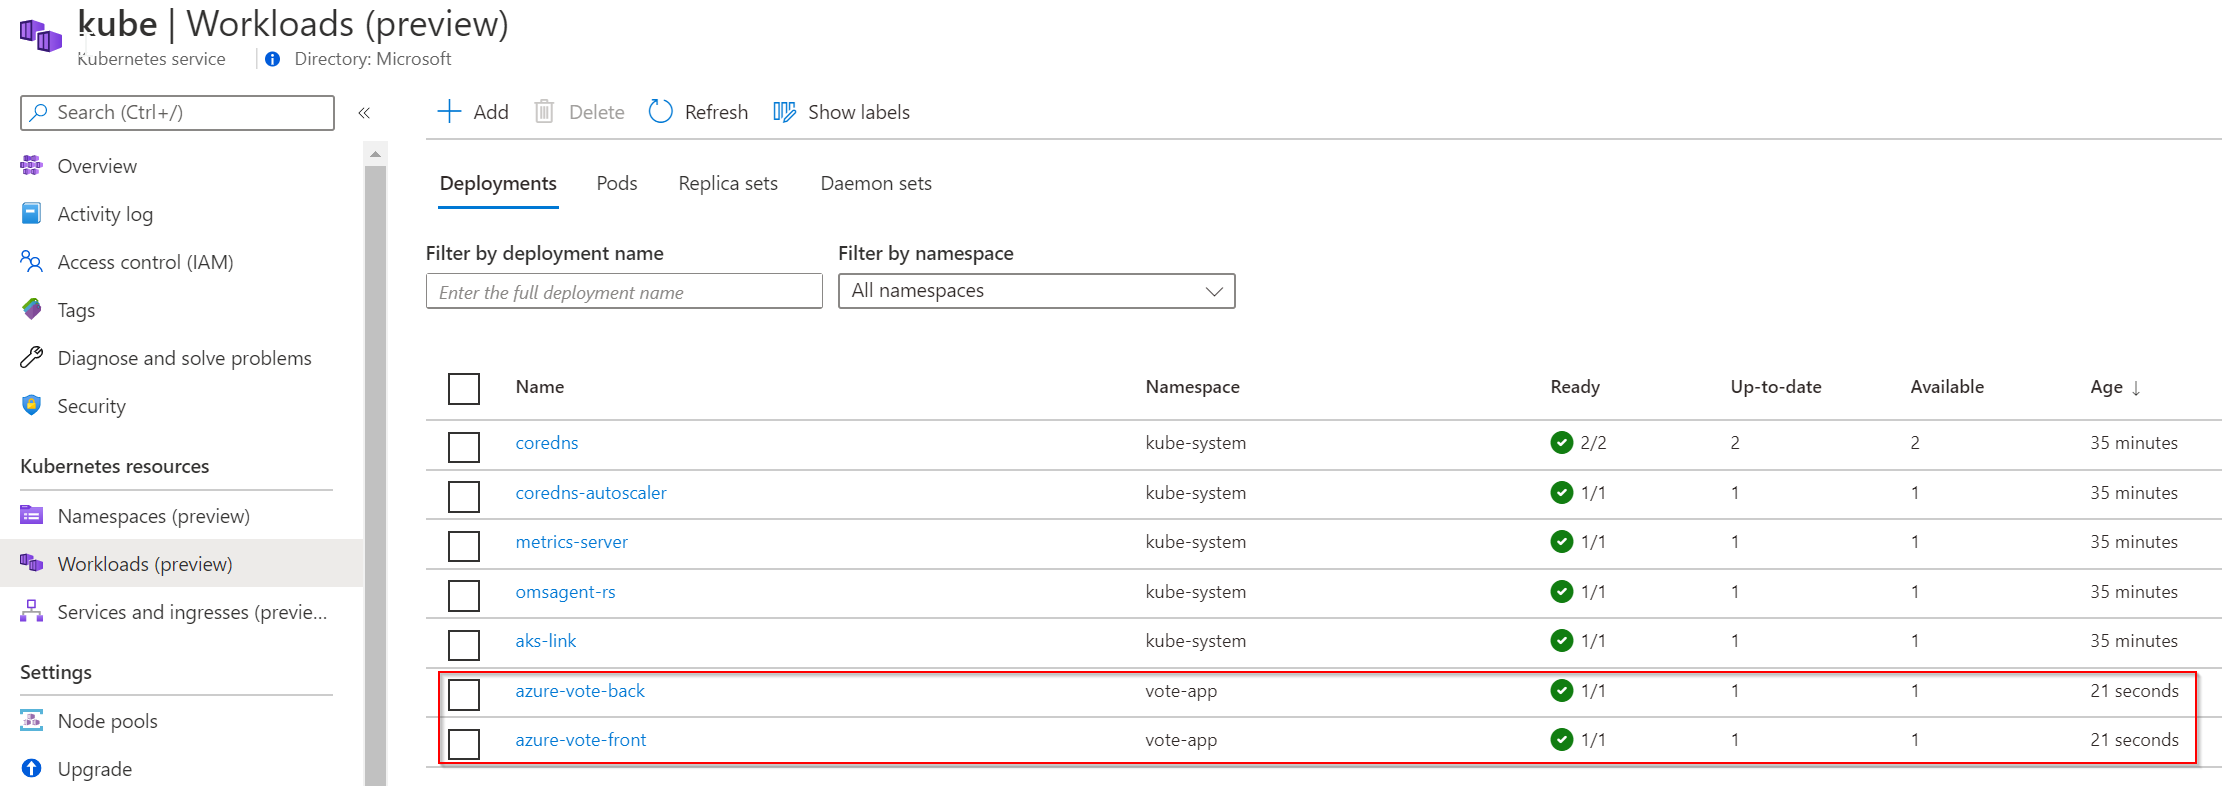 kube | Workloads (preview)
Kubernetes service
Directory: Microsoft
Search (Ctrl+/)
«
Overview
Activity log
Access control (IAM)
Tags
Diagnose and solve problems
Security
Kubernetes resources
Namespaces (preview)
Workloads (preview)
Services and ingresses (previe...
Settings
Node pools
Upgrade
Add Delete Refresh Show labels
Deployments Pods Replica sets Daemon sets
Filter by deployment name Filter by namespace
Enter the full deployment name All namespaces
Name Namespace Ready Up-to-date Available Age ↓
coredns kube-system 2/2 2 2 35 minutes
coredns-autoscaler kube-system 1/1 1 1 35 minutes
metrics-server kube-system 1/1 1 1 35 minutes
omsagent-rs kube-system 1/1 1 1 35 minutes
aks-link kube-system 1/1 1 1 35 minutes
azure-vote-back vote-app 1/1 1 1 21 seconds
azure-vote-front vote-app 1/1 1 1 21 seconds